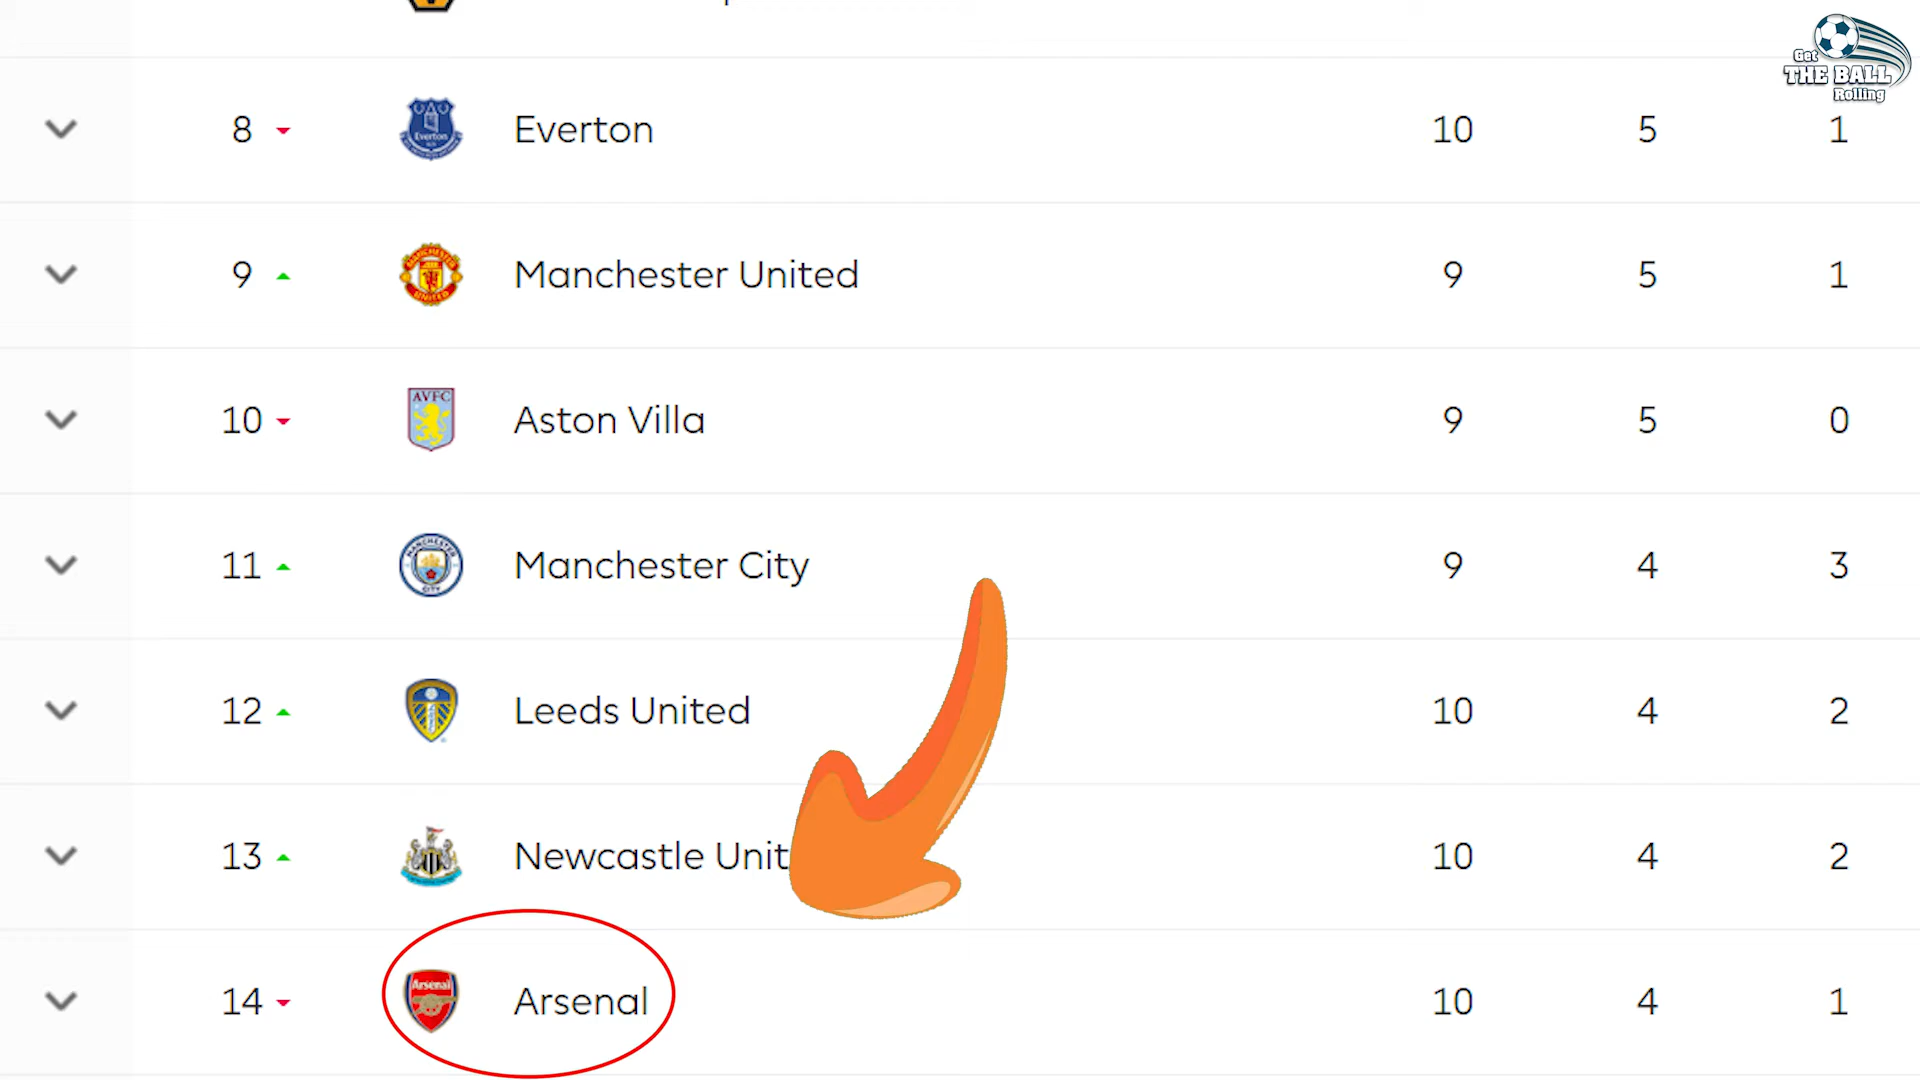 Get
THE BALL
Rolling
8 Everton 10 5 1
9 Manchester United 9 5 1
10 Aston Villa 9 5 0
11 Manchester City 9 4 3
12 Leeds United 10 4 2
13 Newcastle Unit 10 4 2
14 Arsenal 10 4 1